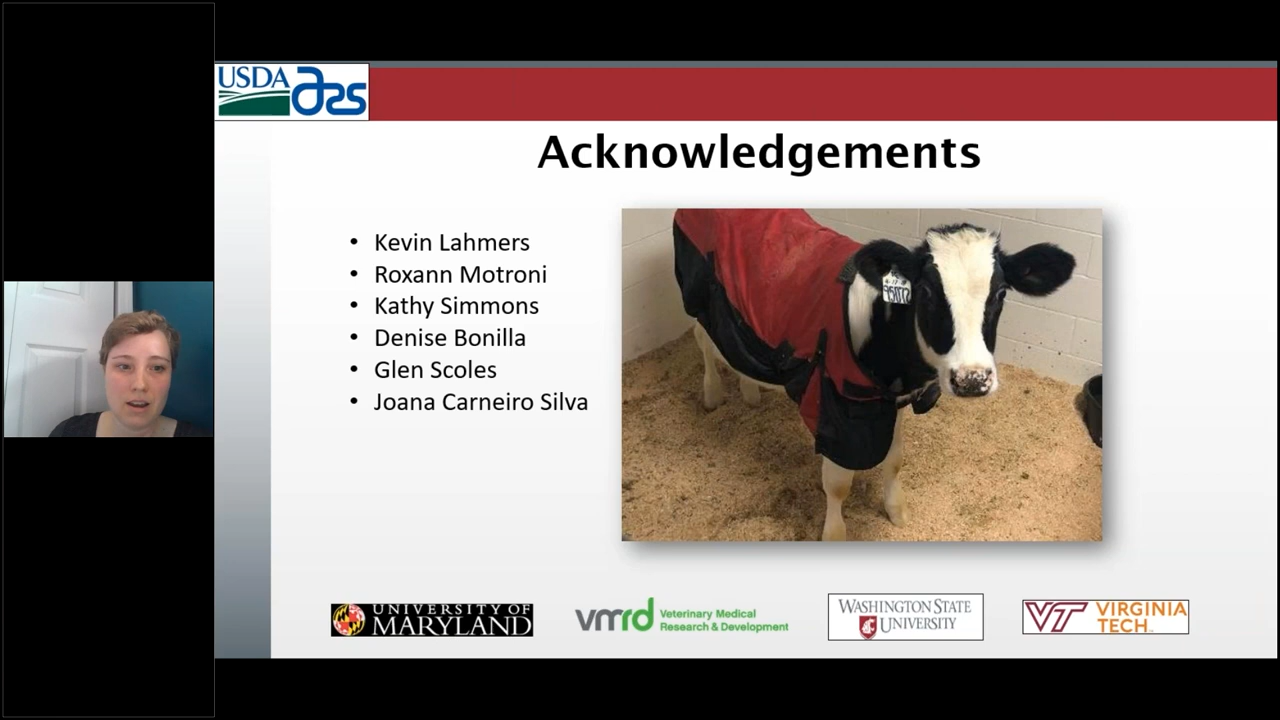 USDA ars
Acknowledgements
• Kevin Lahmers
• Roxann Motroni
• Kathy Simmons
• Denise Bonilla
• Glen Scoles
• Joana Carneiro Silva
UNIVERSITY OF
MARYLAND
vmrd Veterinary Medical
Research & Development
WASHINGTON STATE
UNIVERSITY
VT VIRGINIA
TECH